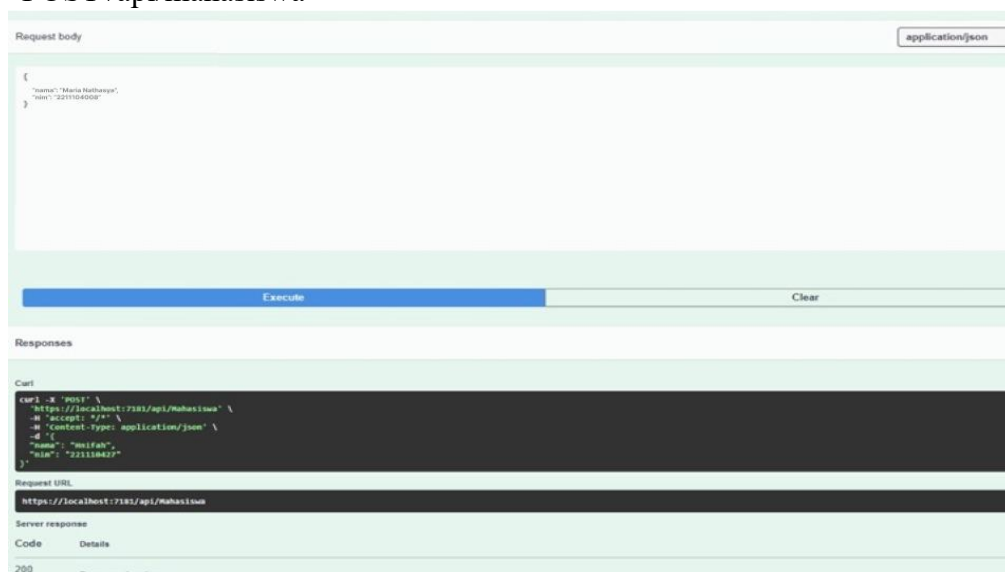 POST /api/mahasiswa
Request body
application/json
{
"nama": "Maria Nathasya",
"nim": "2211104008"
}
Execute
Clear
Responses
Curl
curl -X 'POST' \
'https://localhost:7181/api/Mahasiswa' \
-H 'accept: */*' \
-H 'Content-Type: application/json' \
-d '{
"nama": "Hnifah",
"nim": "221110427"
}'
Request URL
https://localhost:7181/api/Mahasiswa
Server response
Code Details
200